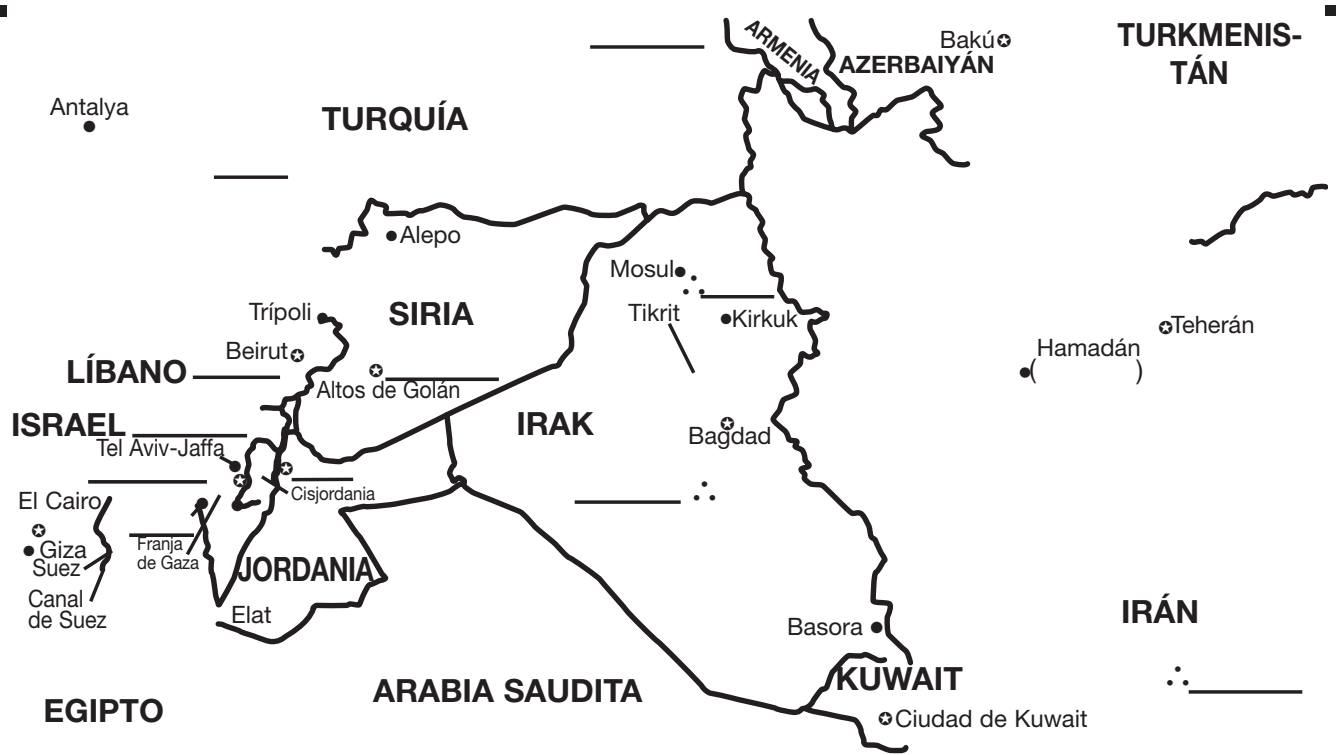 TURKMENIS-
TÁN
ARMENIA
Bakú
AZERBAIYÁN
Antalya
TURQUÍA
Alepo
Mosul
Trípoli
SIRIA
Tikrit
Kirkuk
Teherán
Beirut
Hamadán
( )
LÍBANO
Altos de Golán
ISRAEL
IRAK
Bagdad
Tel Aviv-Jaffa
Cisjordania
El Cairo
Giza
Franja
de Gaza
Suez
JORDANIA
Canal
de Suez
Elat
IRÁN
Basora
KUWAIT
ARABIA SAUDITA
EGIPTO
Ciudad de Kuwait